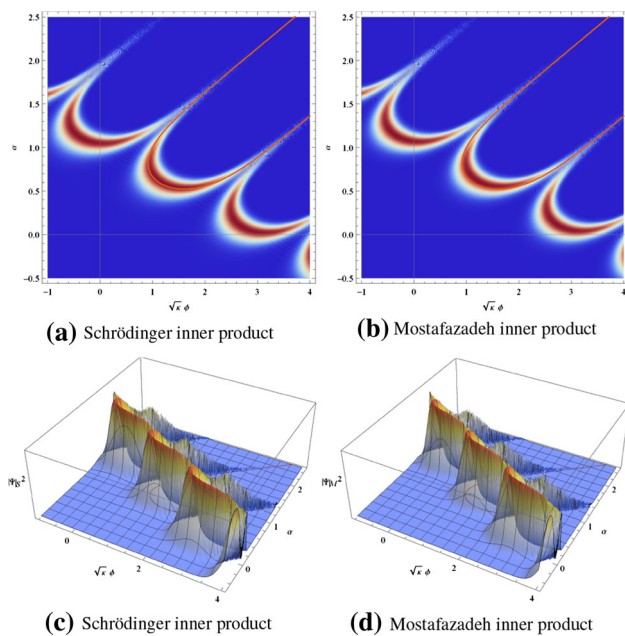 2.5
2.0
1.5
α
1.0
0.5
0.0
-0.5
-1 0 1 2 3 4
√κ ϕ
(a) Schrödinger inner product
2.5
2.0
1.5
α
1.0
0.5
0.0
-0.5
-1 0 1 2 3 4
√κ ϕ
(b) Mostafazadeh inner product
|Ψ|S²
0
2
4
√κ ϕ
0
1
2
α
(c) Schrödinger inner product
|Ψ|M²
0
2
4
√κ ϕ
0
1
2
α
(d) Mostafazadeh inner product